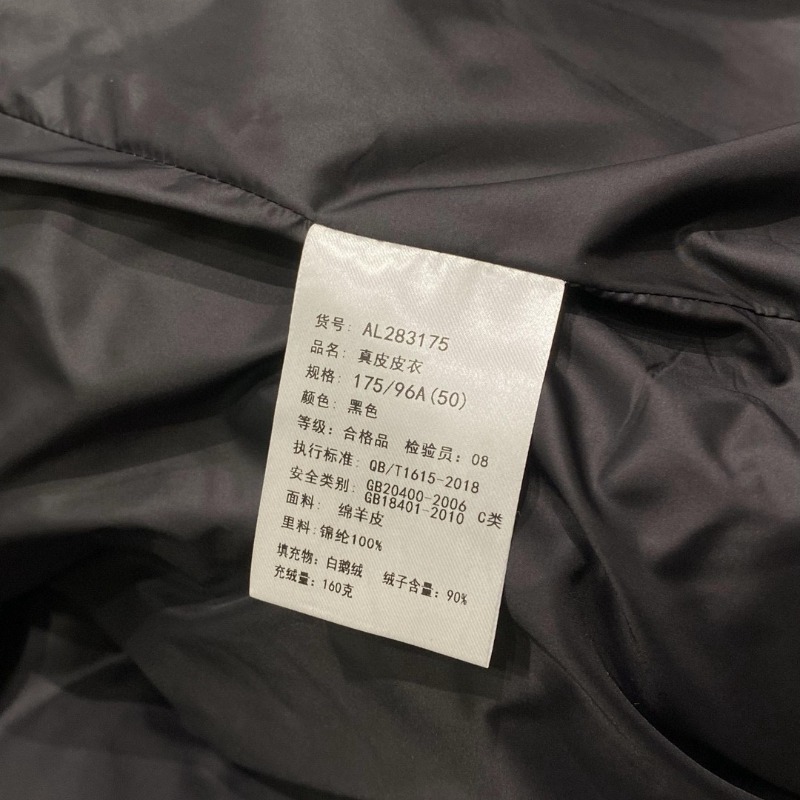 货号: AL283175
品名: 真皮皮衣
规格: 175/96A(50)
颜色: 黑色
等级: 合格品 检验员: 08
执行标准: QB/T1615-2018
安全类别: GB20400-2006
GB18401-2010 C类
面料: 绵羊皮
里料:锦纶100%
填充物: 白鹅绒 绒子含量: 90%
充绒量: 160克